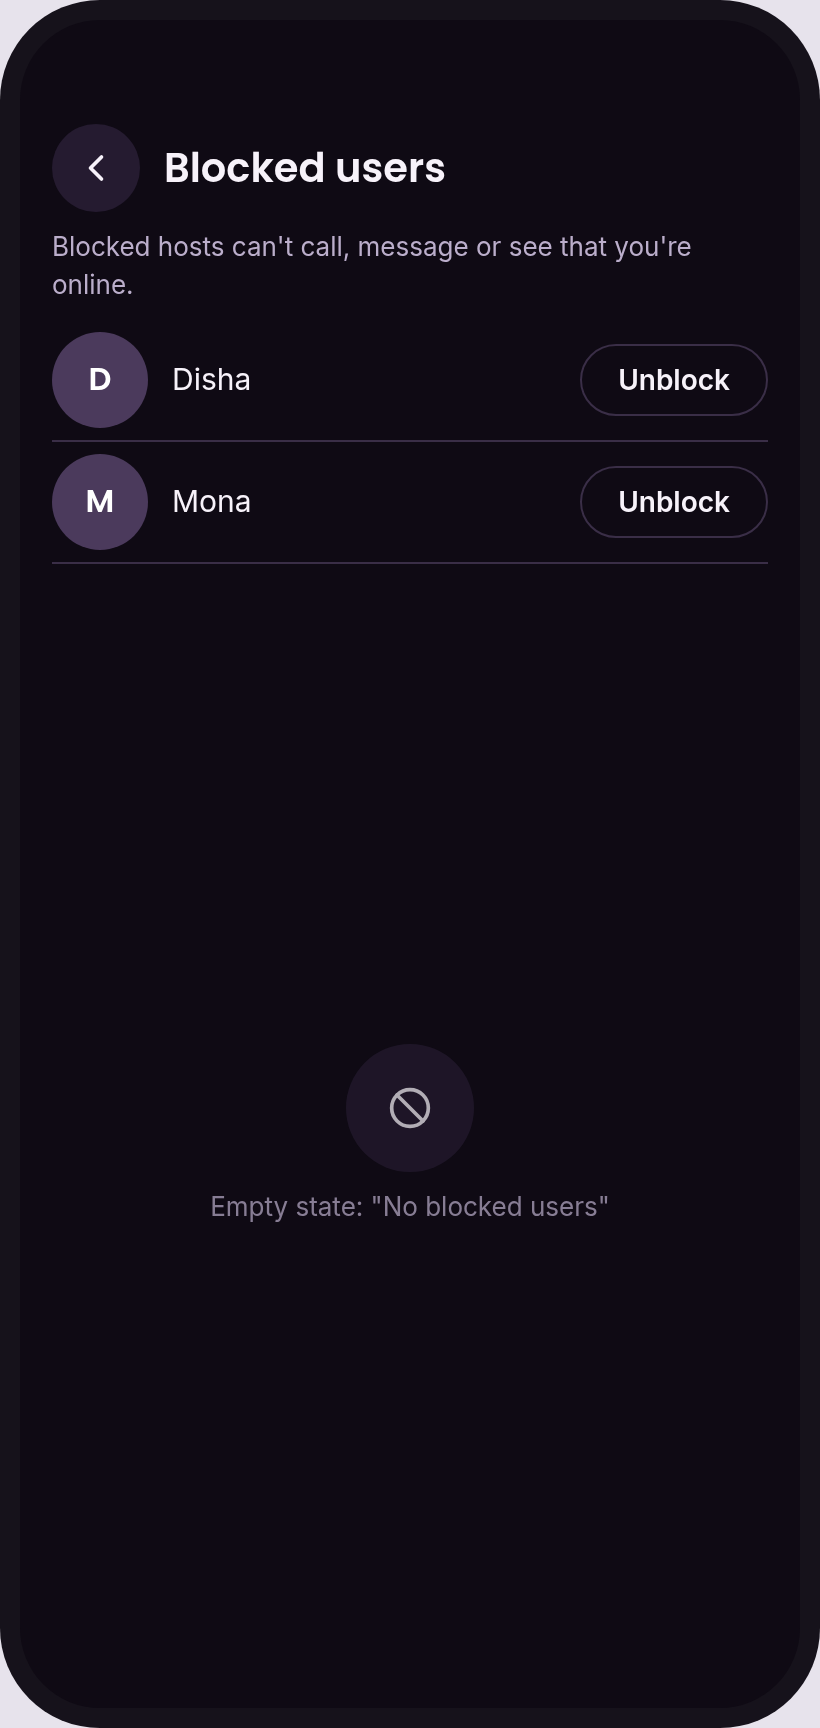 Blocked users
Blocked hosts can't call, message or see that you're
online.
D Disha Unblock
M Mona Unblock
Empty state: "No blocked users"